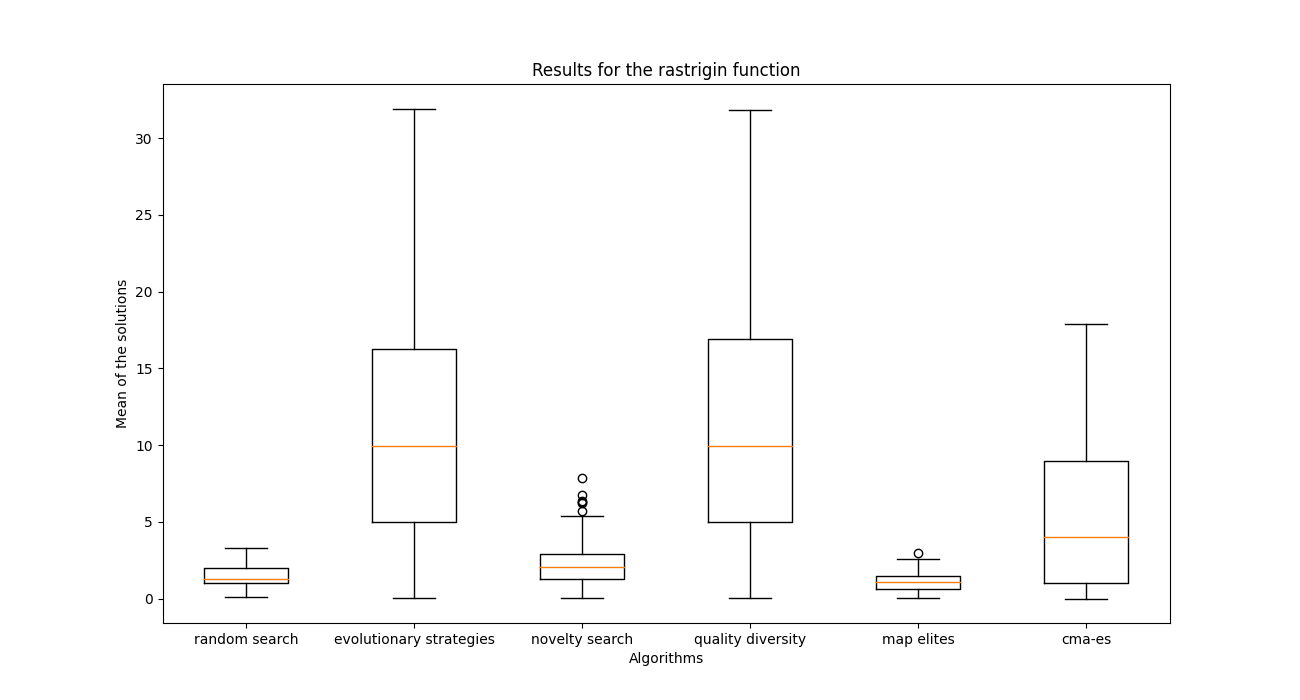 Results for the rastrigin function
Mean of the solutions
30
25
20
15
10
5
0
random search evolutionary strategies novelty search quality diversity map elites cma-es
Algorithms